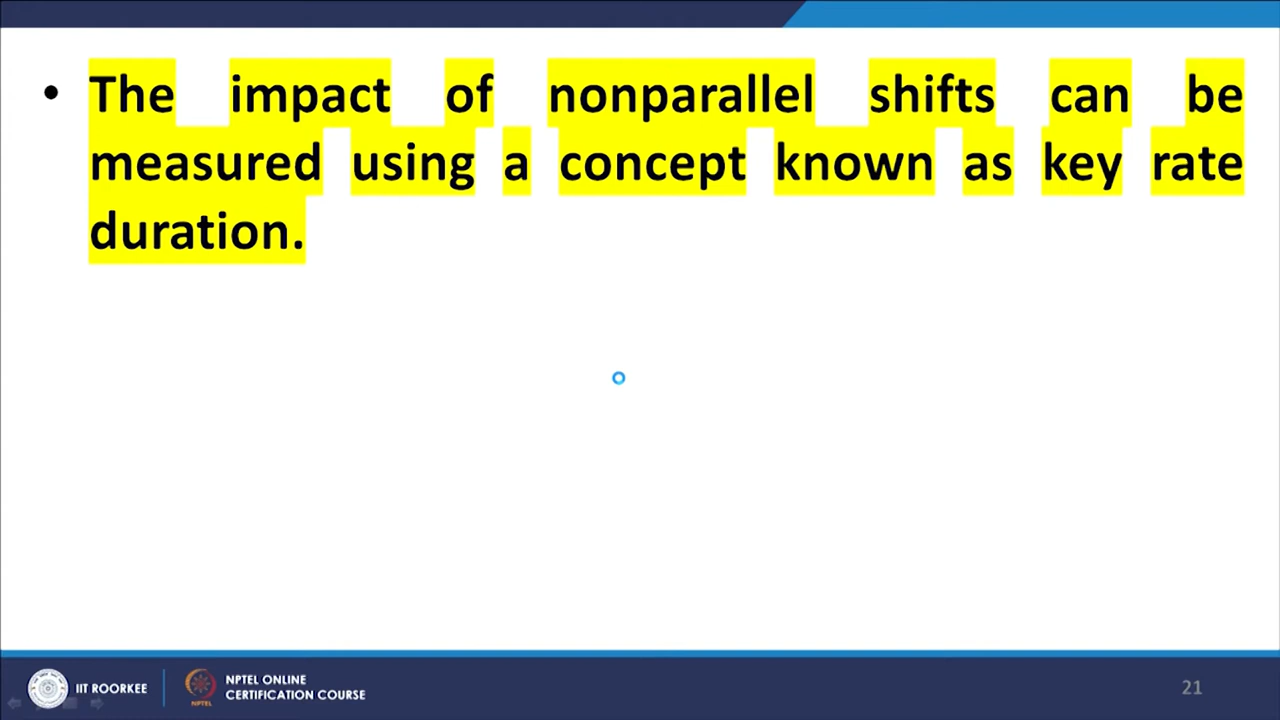 • The impact of nonparallel shifts can be
measured using a concept known as key rate
duration.
IIT ROORKEE
NPTEL
NPTEL ONLINE
CERTIFICATION COURSE
21